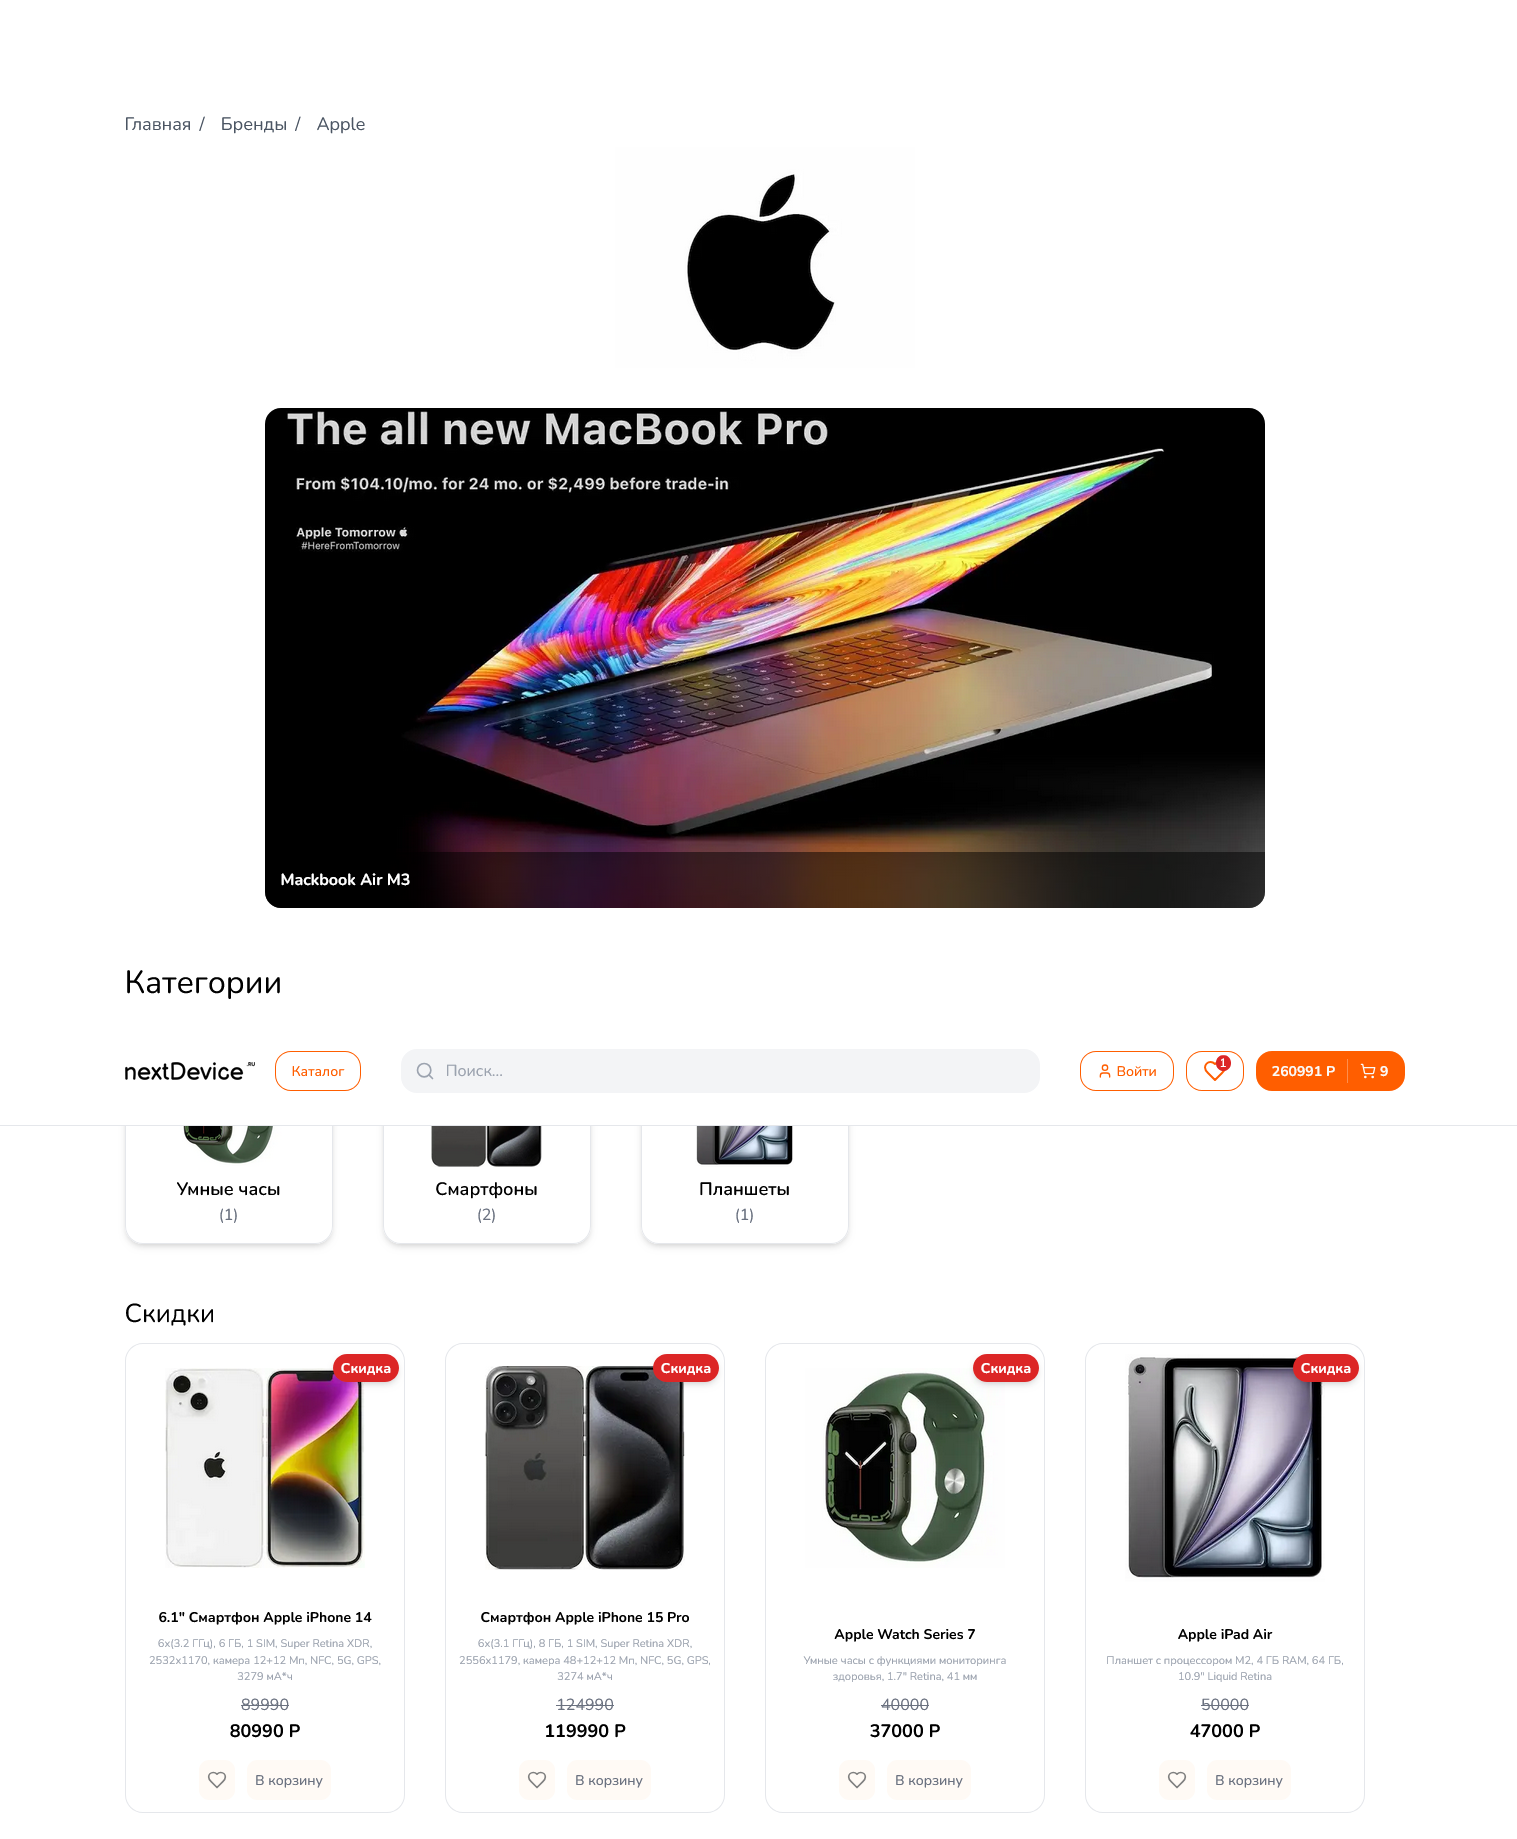 Главная / Бренды / Apple
The all new MacBook Pro
From $104.10/mo. for 24 mo. or $2,499 before trade-in
Apple Tomorrow
#HereFromTomorrow
Mackbook Air M3
Категории
nextDevice .RU
Каталог
Поиск...
Войти
1
260991 Р
9
Умные часы
(1)
Смартфоны
(2)
Планшеты
(1)
Скидки
Скидка
6.1" Смартфон Apple iPhone 14
6x(3.2 ГГц), 6 ГБ, 1 SIM, Super Retina XDR,
2532x1170, камера 12+12 Мп, NFC, 5G, GPS,
3279 мА*ч
89990
80990 Р
В корзину
Скидка
Смартфон Apple iPhone 15 Pro
6x(3.1 ГГц), 8 ГБ, 1 SIM, Super Retina XDR,
2556x1179, камера 48+12+12 Мп, NFC, 5G, GPS,
3274 мА*ч
124990
119990 Р
В корзину
Скидка
Apple Watch Series 7
Умные часы с функциями мониторинга
здоровья, 1.7" Retina, 41 мм
40000
37000 Р
В корзину
Скидка
Apple iPad Air
Планшет с процессором M2, 4 ГБ RAM, 64 ГБ,
10.9" Liquid Retina
50000
47000 Р
В корзину